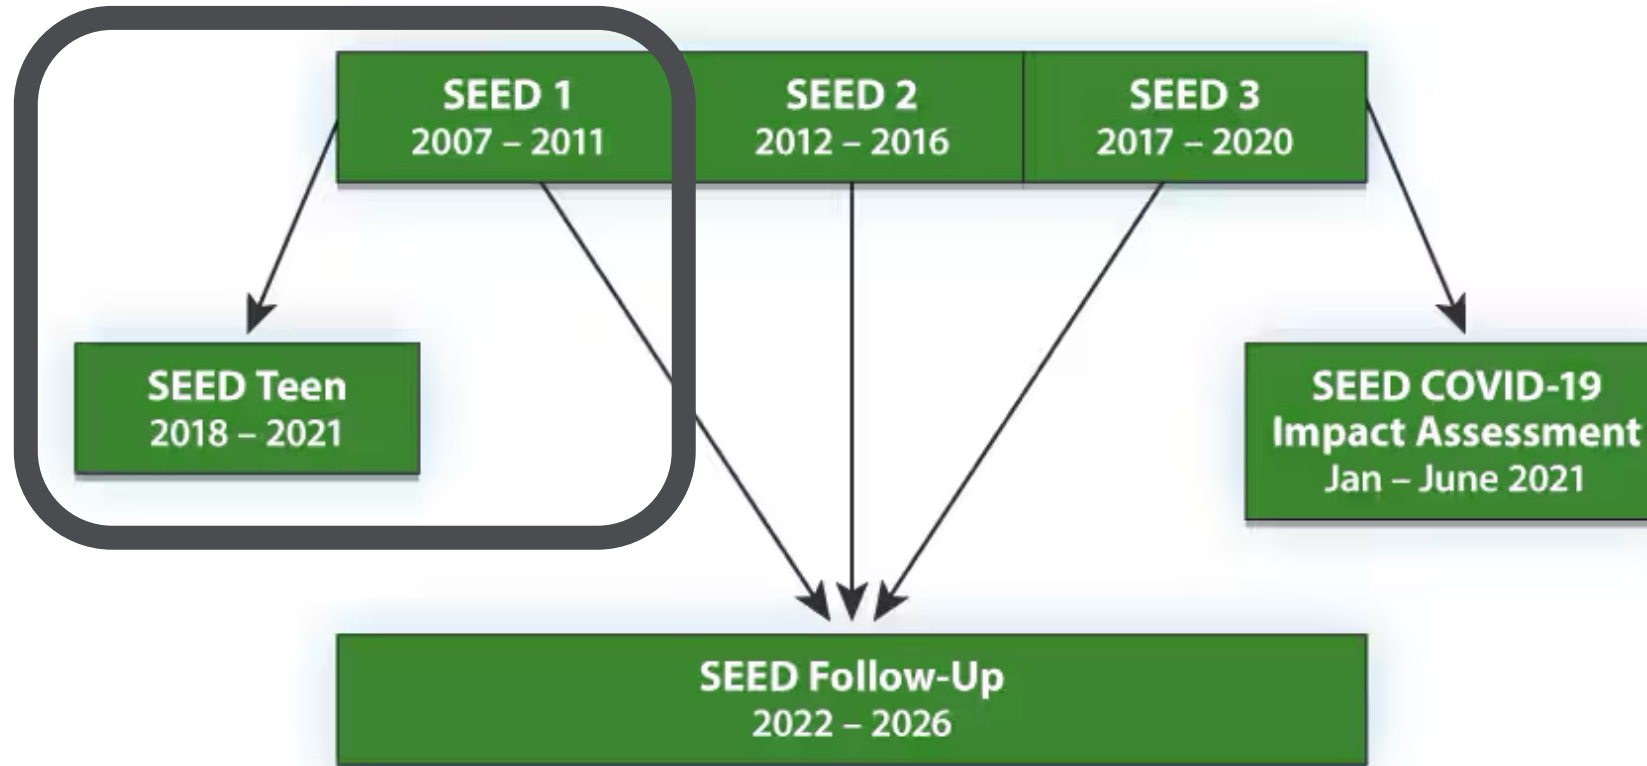 SEED 1
2007 – 2011
SEED 2
2012 – 2016
SEED 3
2017 – 2020
SEED Teen
2018 – 2021
SEED COVID-19
Impact Assessment
Jan – June 2021
SEED Follow-Up
2022 – 2026